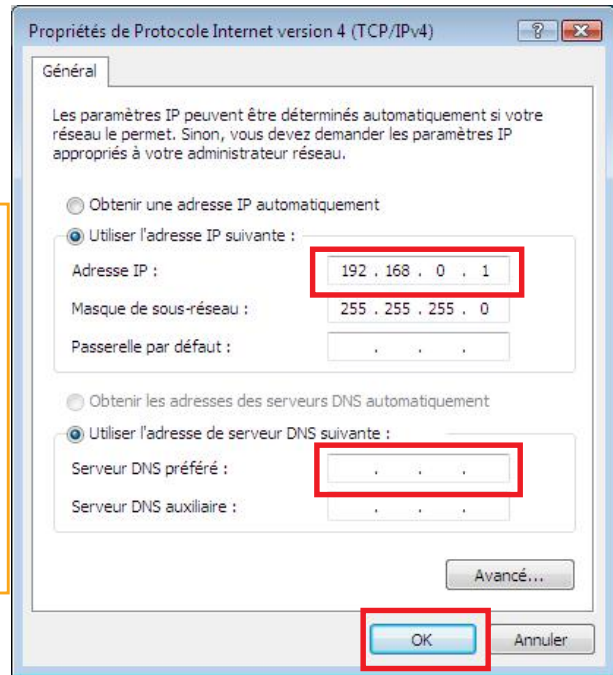 Propriétés de Protocole Internet version 4 (TCP/IPv4)
Général
Les paramètres IP peuvent être déterminés automatiquement si votre
réseau le permet. Sinon, vous devez demander les paramètres IP
appropriés à votre administrateur réseau.
Obtenir une adresse IP automatiquement
Utiliser l'adresse IP suivante :
Adresse IP : 192 . 168 . 0 . 1
Masque de sous-réseau : 255 . 255 . 255 . 0
Passerelle par défaut : . . .
Obtenir les adresses des serveurs DNS automatiquement
Utiliser l'adresse de serveur DNS suivante :
Serveur DNS préféré : . . .
Serveur DNS auxiliaire : . . .
Avancé...
OK Annuler